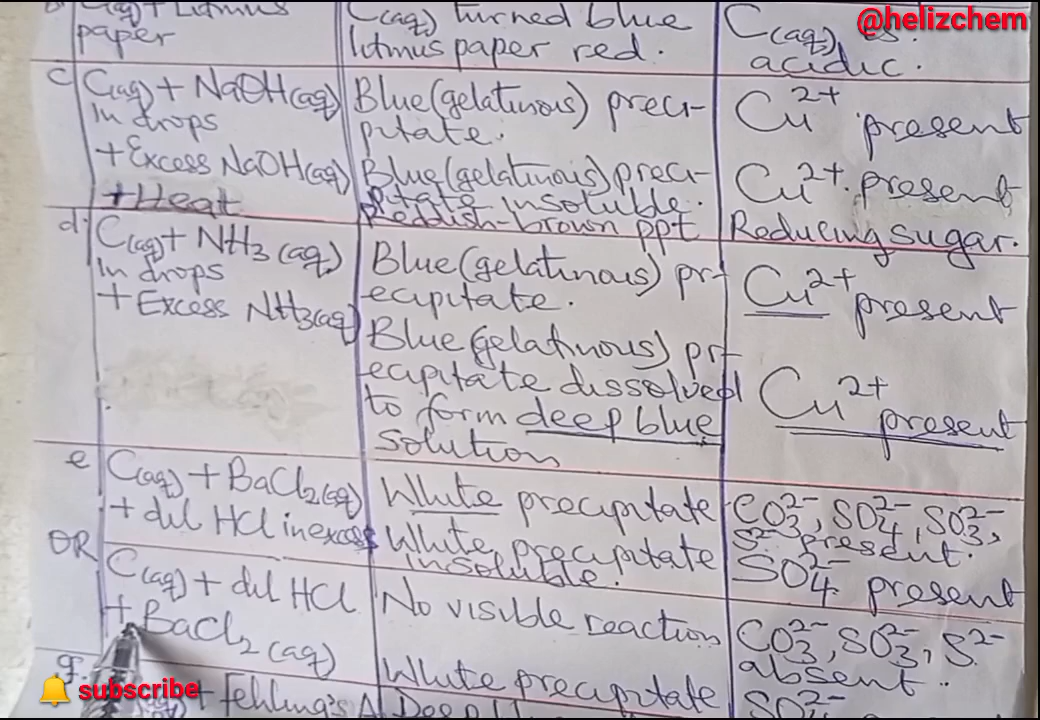 b. C(aq) + Litmus
paper
C(aq) turned blue
litmus paper red.
C(aq) is
acidic.
@helizchem
c C(aq) + NaOH(aq)
In drops
+ Excess NaOH(aq)
+ Heat
Blue (gelatinous) preci-
pitate.
Blue (gelatinous) preci-
pitate insoluble.
Reddish-brown ppt
Cu2+ present
Cu2+ present
Reducing sugar.
d. C(aq) + NH3(aq)
In drops
+ Excess NH3(aq)
Blue (gelatinous) pr-
ecipitate.
Blue (gelatinous) pr-
ecipitate dissolved
to form deep blue
solution
Cu2+ present
Cu2+ present
e C(aq) + BaCl2(aq)
+ dil HCl in excess
White precipitate
White precipitate
insoluble.
CO3 2-, SO4 2-, SO3 2-,
S2- present.
SO4 2- present
OR
C(aq) + dil HCl
+ BaCl2(aq)
No visible reaction
White precipitate
CO3 2-, SO3 2-, S2-
absent.
SO4 2-
g.
+ Fehling's A
Deep
subscribe